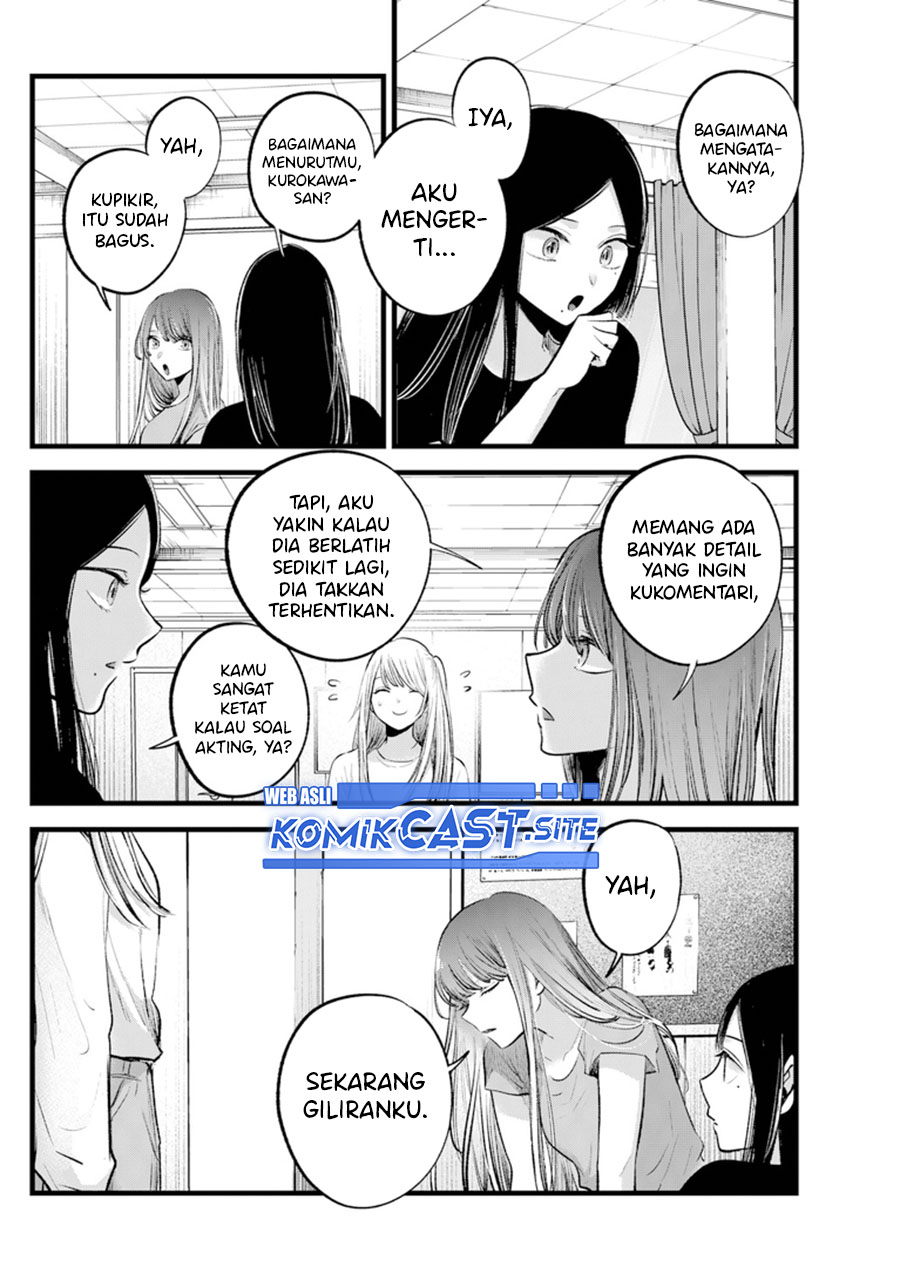 BAGAIMANA
MENGATA-
KANNYA,
YA?
IYA,
AKU
MENGER-
TI...
BAGAIMANA
MENURUTMU,
KUROKAWA-
SAN?
YAH,
KUPIKIR,
ITU SUDAH
BAGUS.
MEMANG ADA
BANYAK DETAIL
YANG INGIN
KUKOMENTARI,
TAPI, AKU
YAKIN KALAU
DIA BERLATIH
SEDIKIT LAGI,
DIA TAKKAN
TERHENTIKAN.
KAMU
SANGAT
KETAT
KALAU SOAL
AKTING, YA?
WEB ASLI
KOMIKCAST.SITE
YAH,
SEKARANG
GILIRANKU.